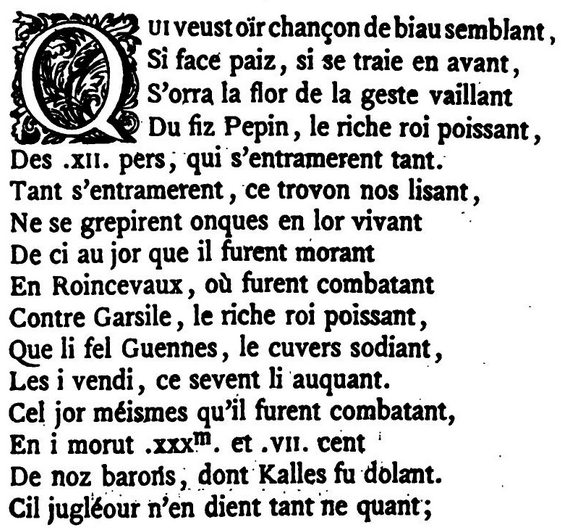 QUI veust oïr chançon de biau semblant,
Si face paiz, si se traie en avant,
S'orra la flor de la geste vaillant
Du fiz Pepin, le riche roi poissant,
Des .XII. pers, qui s'entramerent tant.
Tant s'entramerent, ce trovon nos lisant,
Ne se grepirent onques en lor vivant
De ci au jor que il furent morant
En Roincevaux, où furent combatant
Contre Garsile, le riche roi poissant,
Que li fel Guennes, le cuvers sodiant,
Les i vendi, ce sevent li auquant.
Cel jor méismes qu'il furent combatant,
En i morut .XXXᵐ. et .VII. cent
De noz barons, dont Kalles fu dolant.
Cil jugléour n'en dient tant ne quant;